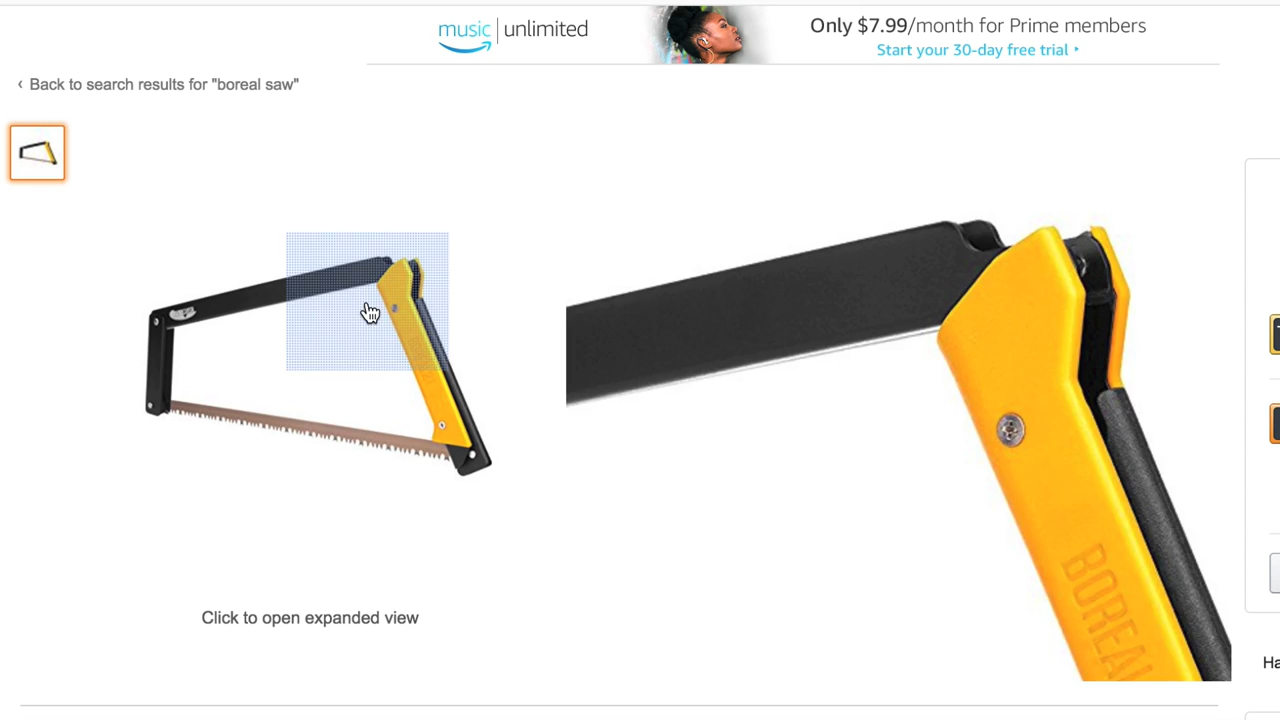 music unlimited
Only $7.99/month for Prime members
Start your 30-day free trial ‣
‹ Back to search results for "boreal saw"
BOREAL
Click to open expanded view